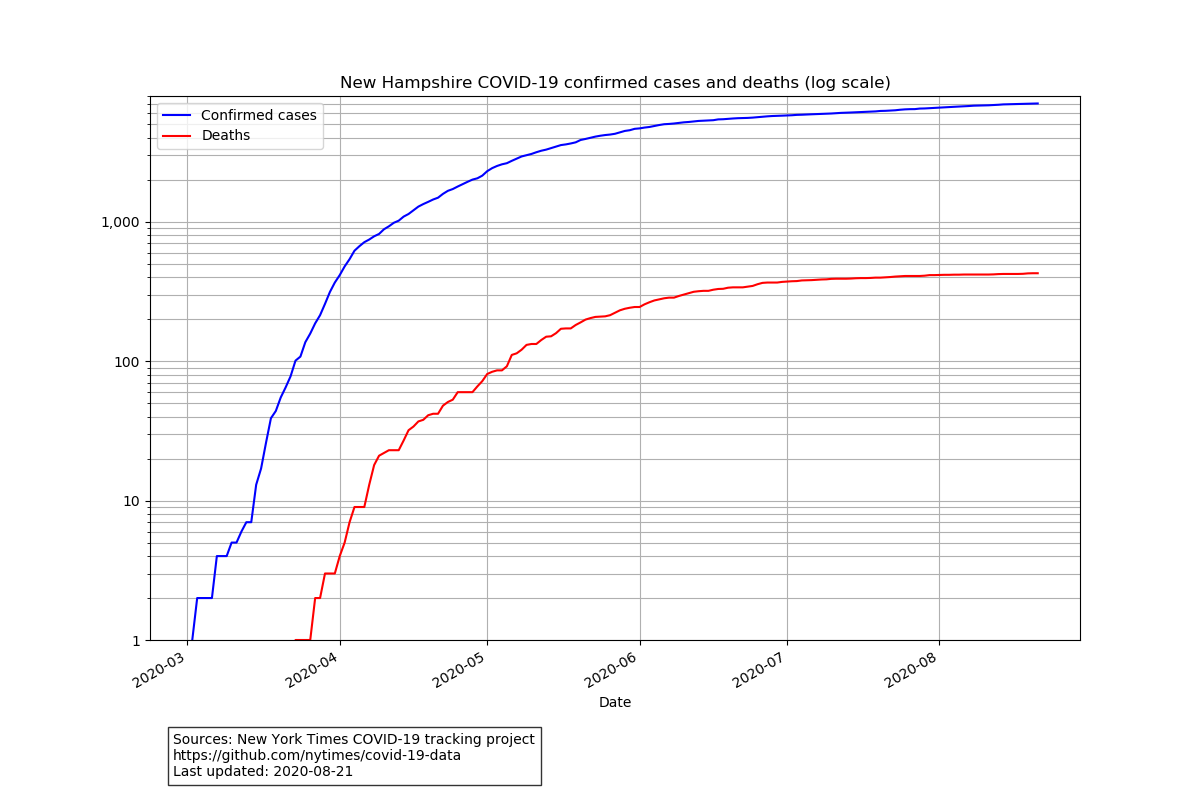 New Hampshire COVID-19 confirmed cases and deaths (log scale)
Confirmed cases
Deaths
1,000
100
10
1
2020-03
2020-04
2020-05
2020-06
2020-07
2020-08
Date
Sources: New York Times COVID-19 tracking project
https://github.com/nytimes/covid-19-data
Last updated: 2020-08-21